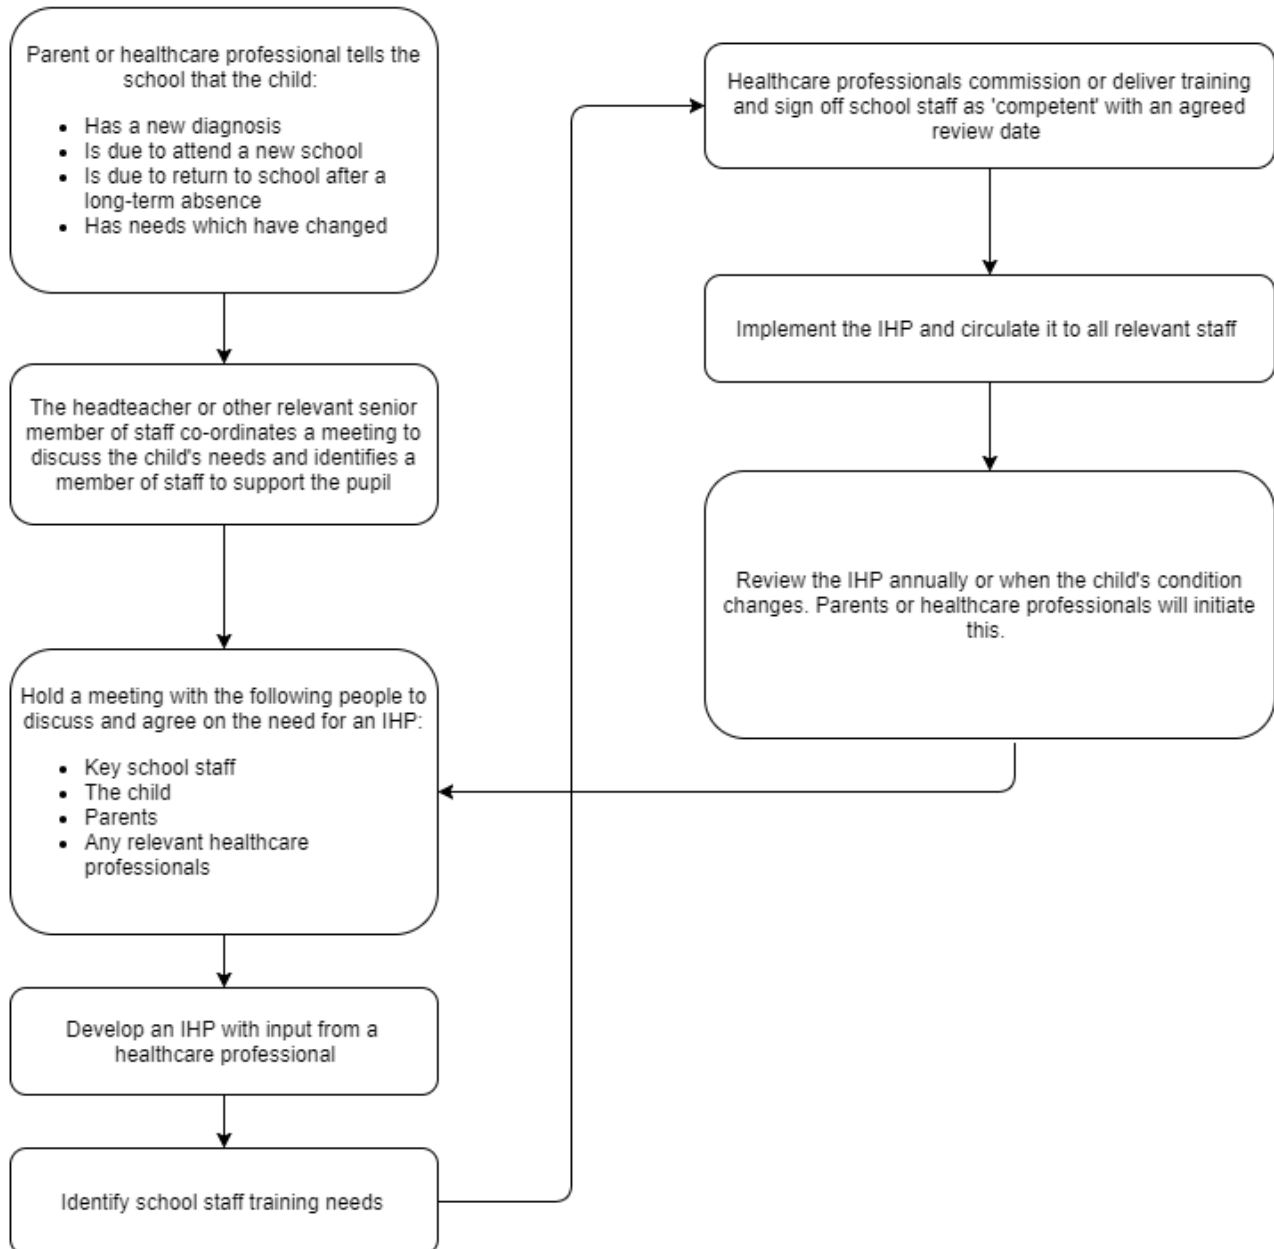 Parent or healthcare professional tells the
school that the child:
• Has a new diagnosis
• Is due to attend a new school
• Is due to return to school after a
long-term absence
• Has needs which have changed
The headteacher or other relevant senior
member of staff co-ordinates a meeting to
discuss the child's needs and identifies a
member of staff to support the pupil
Hold a meeting with the following people to
discuss and agree on the need for an IHP:
• Key school staff
• The child
• Parents
• Any relevant healthcare
professionals
Develop an IHP with input from a
healthcare professional
Identify school staff training needs
Healthcare professionals commission or deliver training
and sign off school staff as 'competent' with an agreed
review date
Implement the IHP and circulate it to all relevant staff
Review the IHP annually or when the child's condition
changes. Parents or healthcare professionals will initiate
this.